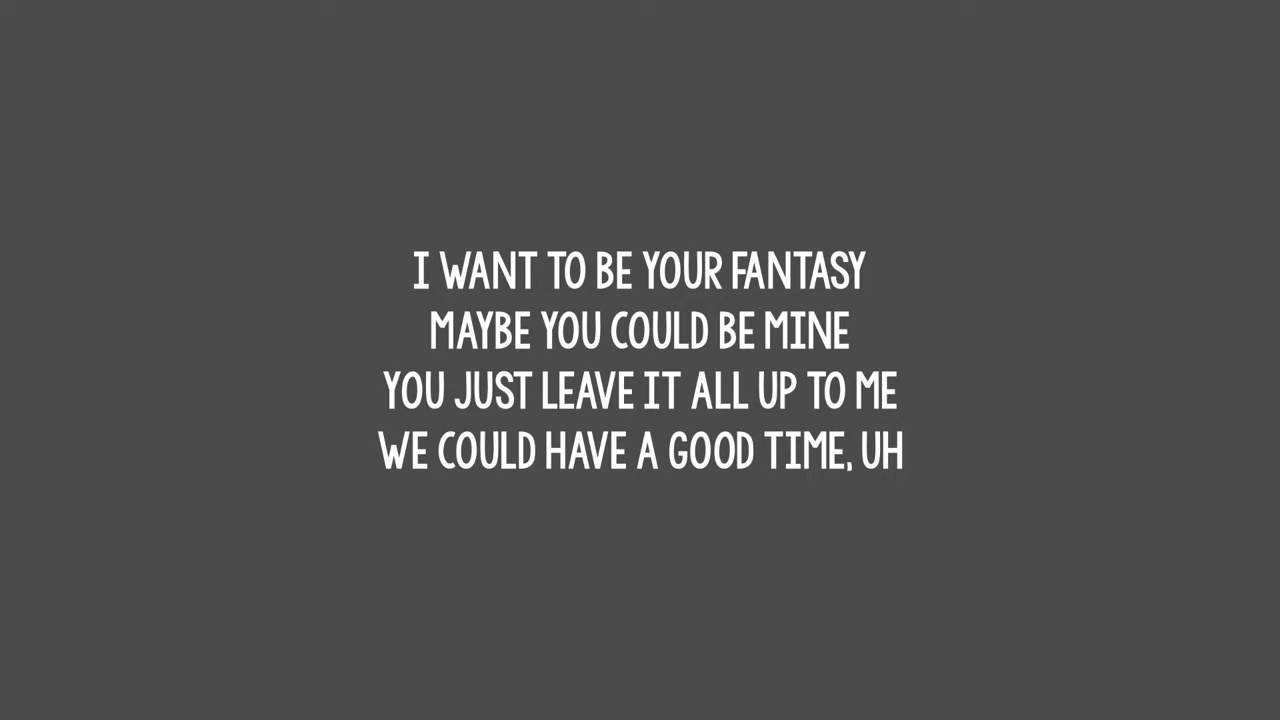 I WANT TO BE YOUR FANTASY
MAYBE YOU COULD BE MINE
YOU JUST LEAVE IT ALL UP TO ME
WE COULD HAVE A GOOD TIME, UH